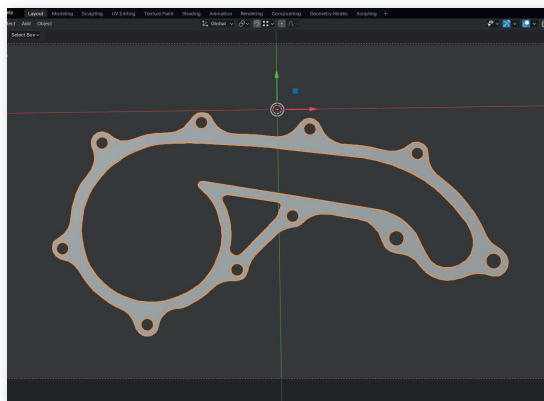 Layout Modeling Sculpting UV Editing Texture Paint Shading Animation Rendering Compositing Geometry Nodes Scripting +
Add Object Global
Select Box